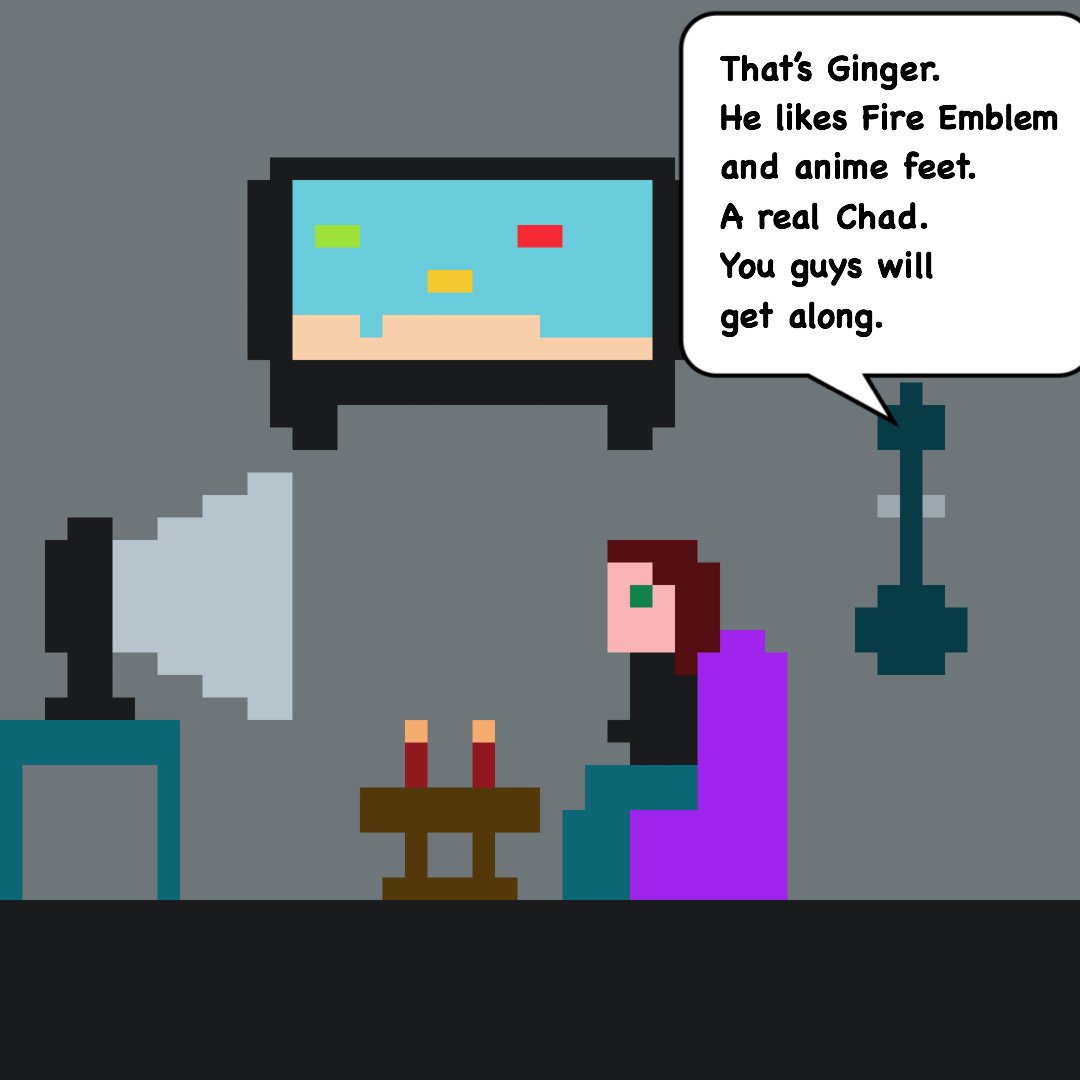 That's Ginger.
He likes Fire Emblem
and anime feet.
A real Chad.
You guys will
get along.